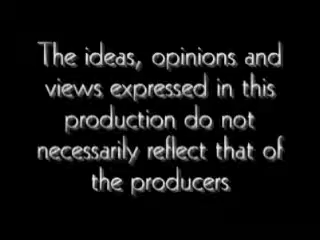 The ideas, opinions and
views expressed in this
production do not
necessarily reflect that of
the producers